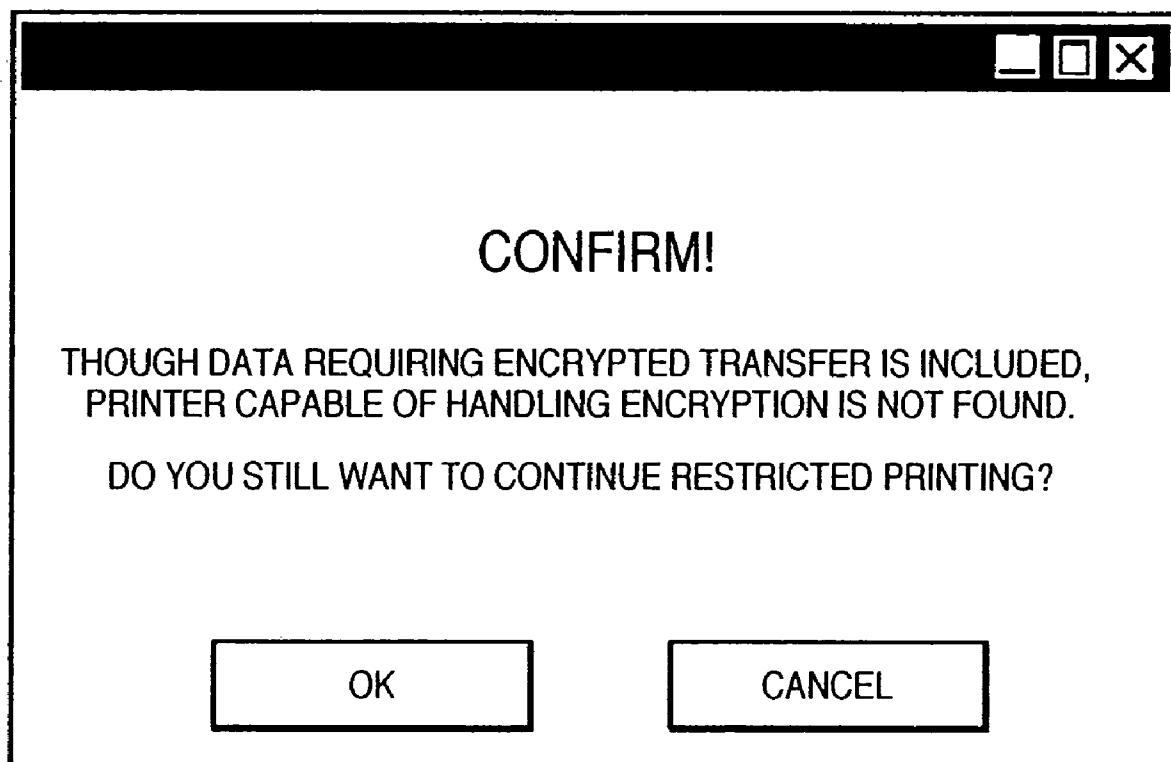 CONFIRM!
THOUGH DATA REQUIRING ENCRYPTED TRANSFER IS INCLUDED,
PRINTER CAPABLE OF HANDLING ENCRYPTION IS NOT FOUND.
DO YOU STILL WANT TO CONTINUE RESTRICTED PRINTING?
OK CANCEL